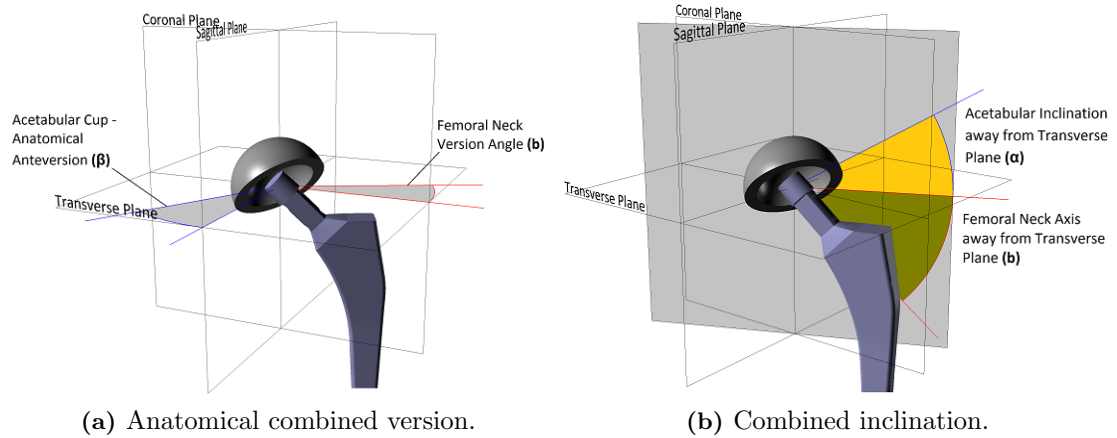 Coronal Plane
Sagittal Plane
Acetabular Cup -
Anatomical
Anteversion (β)
Femoral Neck
Version Angle (b)
Transverse Plane
(a) Anatomical combined version.
Coronal Plane
Sagittal Plane
Acetabular Inclination
away from Transverse
Plane (α)
Transverse Plane
Femoral Neck Axis
away from Transverse
Plane (b)
(b) Combined inclination.